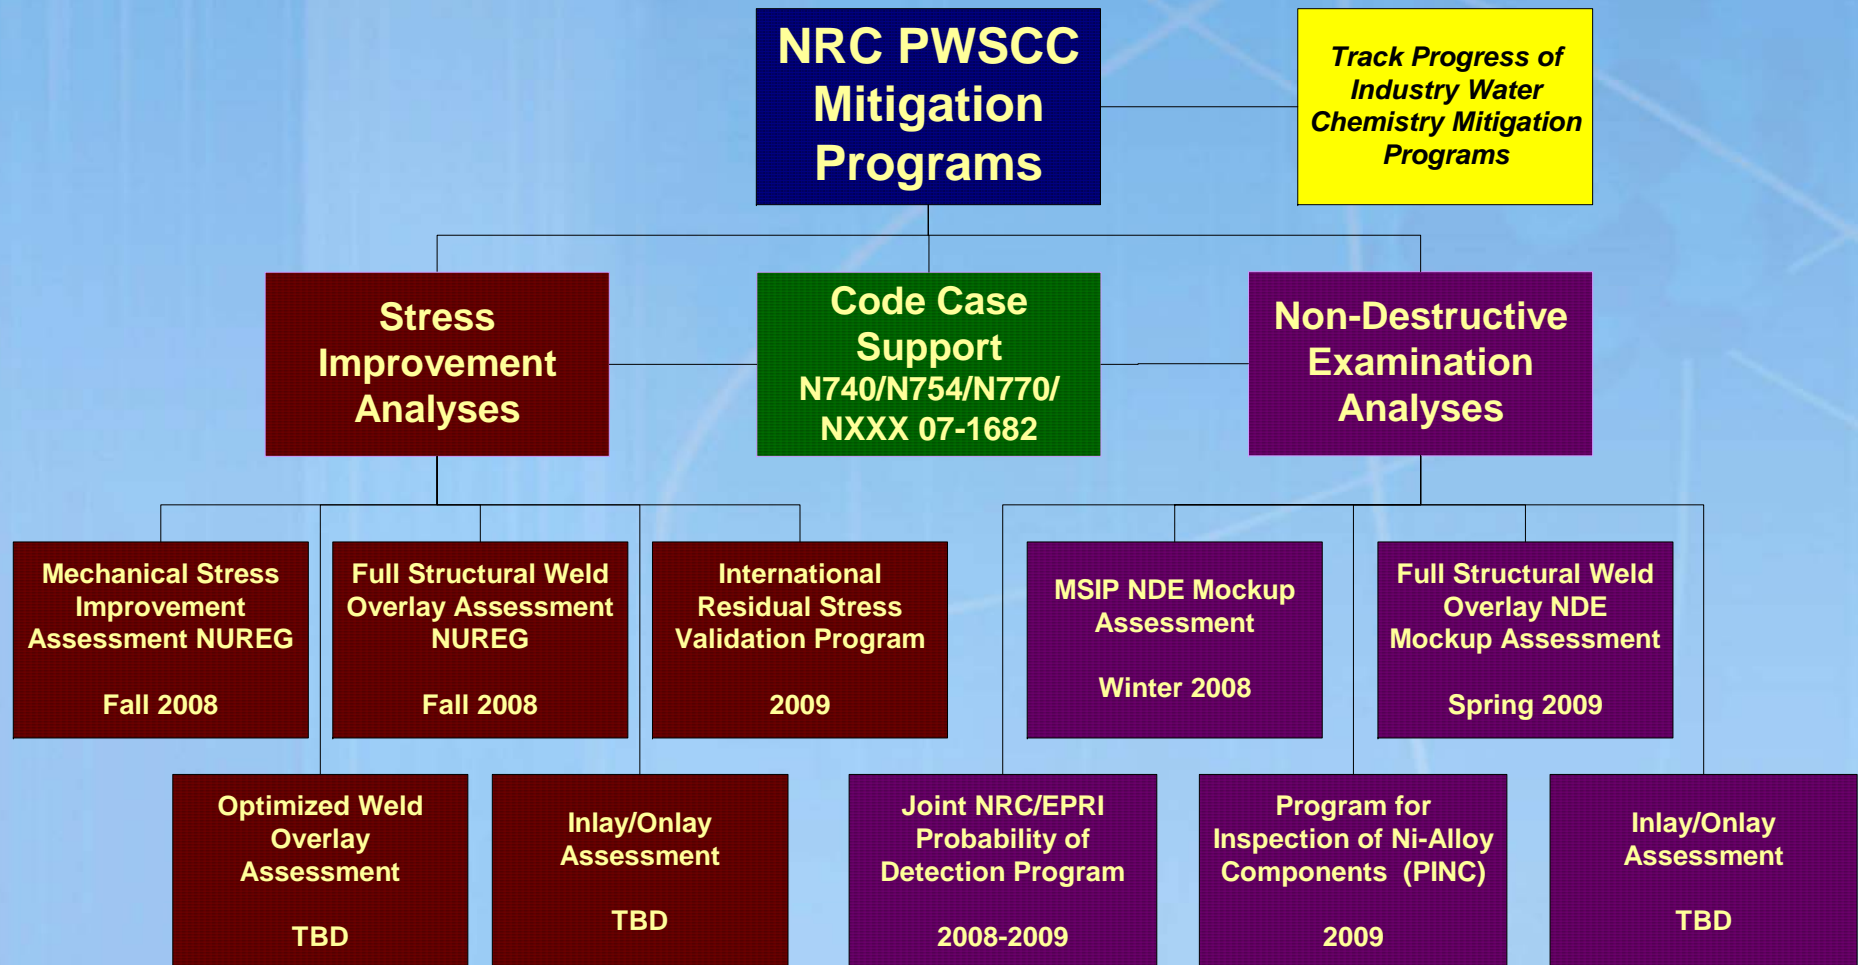 NRC PWSCC
Mitigation
Programs
Track Progress of
Industry Water
Chemistry Mitigation
Programs
Stress
Improvement
Analyses
Code Case
Support
N740/N754/N770/
NXXX 07-1682
Non-Destructive
Examination
Analyses
Mechanical Stress
Improvement
Assessment NUREG
Fall 2008
Full Structural Weld
Overlay Assessment
NUREG
Fall 2008
International
Residual Stress
Validation Program
2009
MSIP NDE Mockup
Assessment
Winter 2008
Full Structural Weld
Overlay NDE
Mockup Assessment
Spring 2009
Optimized Weld
Overlay
Assessment
TBD
Inlay/Onlay
Assessment
TBD
Joint NRC/EPRI
Probability of
Detection Program
2008-2009
Program for
Inspection of Ni-Alloy
Components (PINC)
2009
Inlay/Onlay
Assessment
TBD